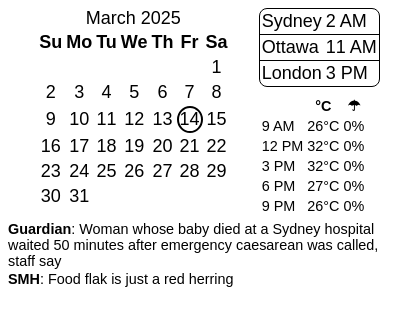 March 2025
Su Mo Tu We Th Fr Sa
1
2 3 4 5 6 7 8
9 10 11 12 13 14 15
16 17 18 19 20 21 22
23 24 25 26 27 28 29
30 31
Sydney 2 AM
Ottawa 11 AM
London 3 PM
°C ☂
9 AM 26°C 0%
12 PM 32°C 0%
3 PM 32°C 0%
6 PM 27°C 0%
9 PM 26°C 0%
Guardian: Woman whose baby died at a Sydney hospital
waited 50 minutes after emergency caesarean was called,
staff say
SMH: Food flak is just a red herring